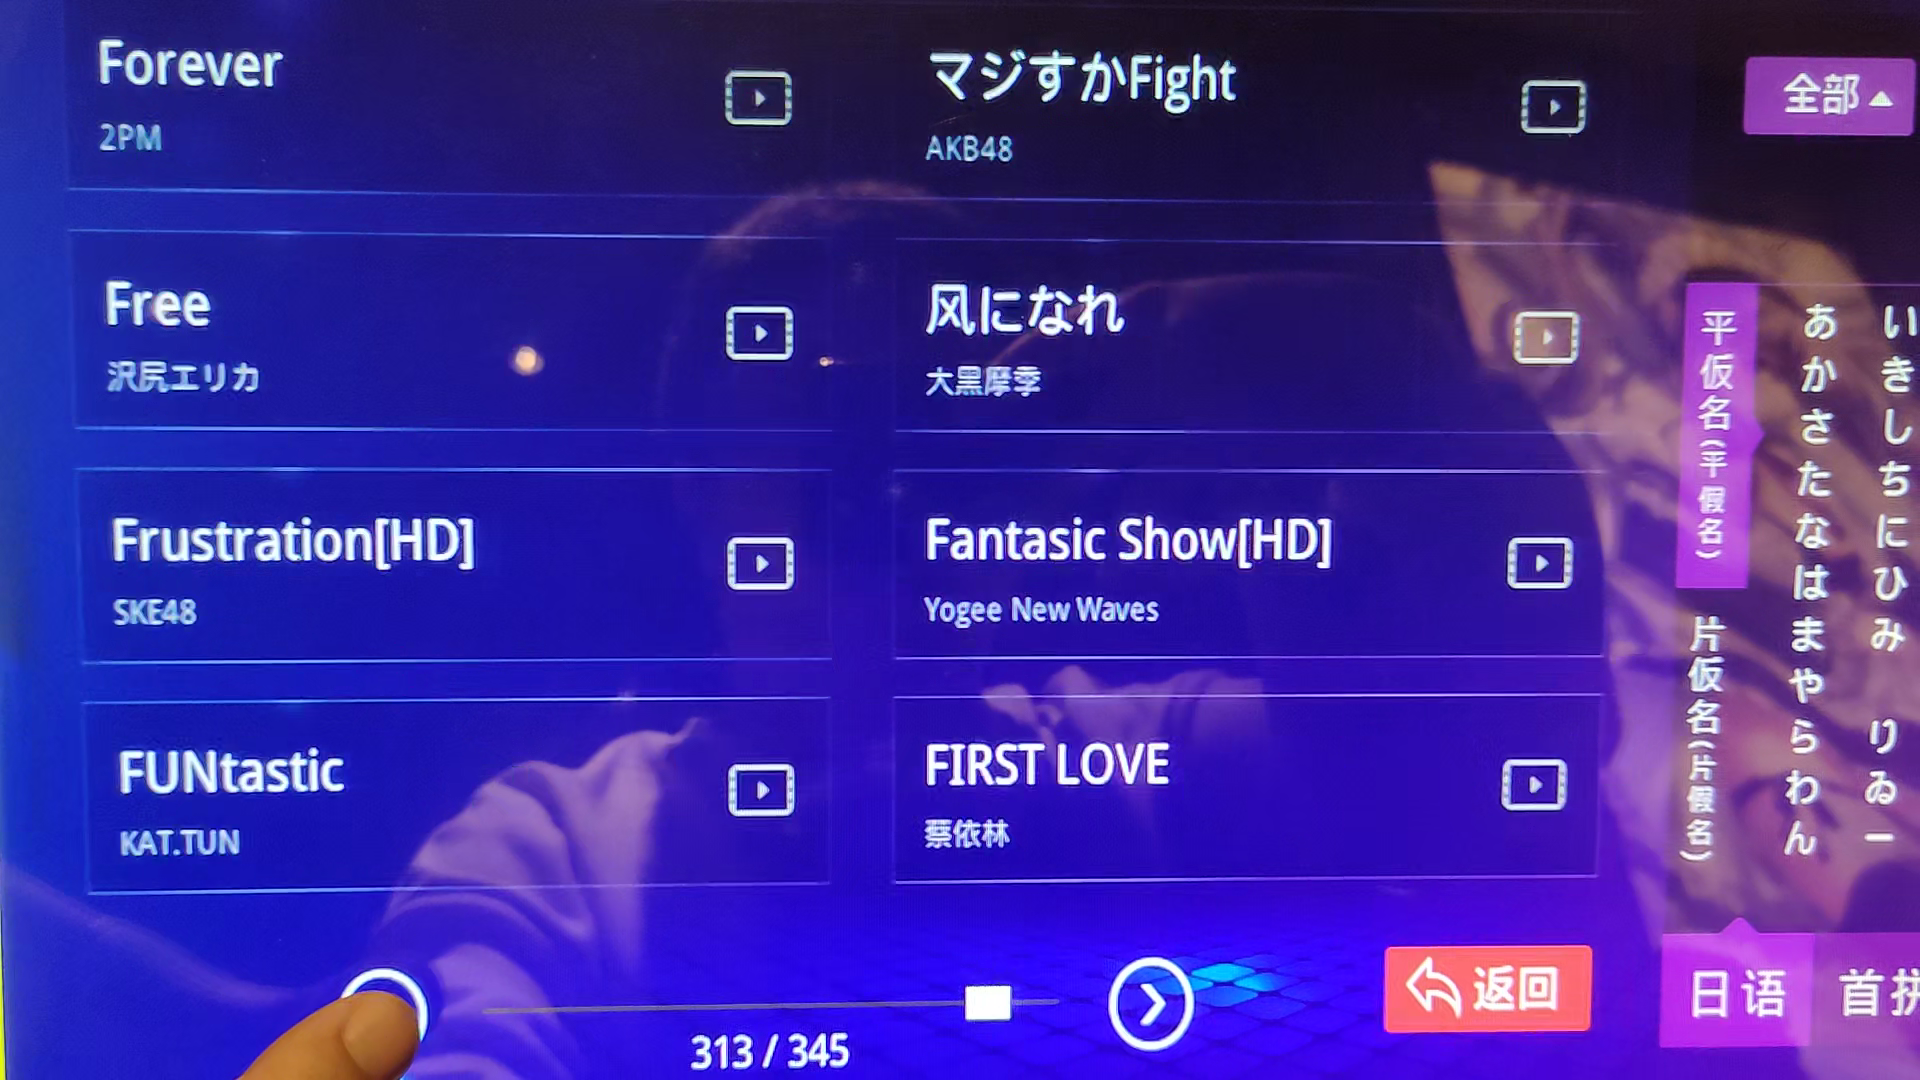 Forever
2PM
マジすかFight
AKB48
Free
沢尻エリカ
风になれ
大黒摩季
Frustration[HD]
SKE48
Fantasic Show[HD]
Yogee New Waves
FUNtastic
KAT.TUN
FIRST LOVE
蔡依林
313 / 345
返回
全部
平仮名(平假名)
片仮名(片假名)
あかさたなはまやらわん
いきしちにひみ りゐー
日语
首拼